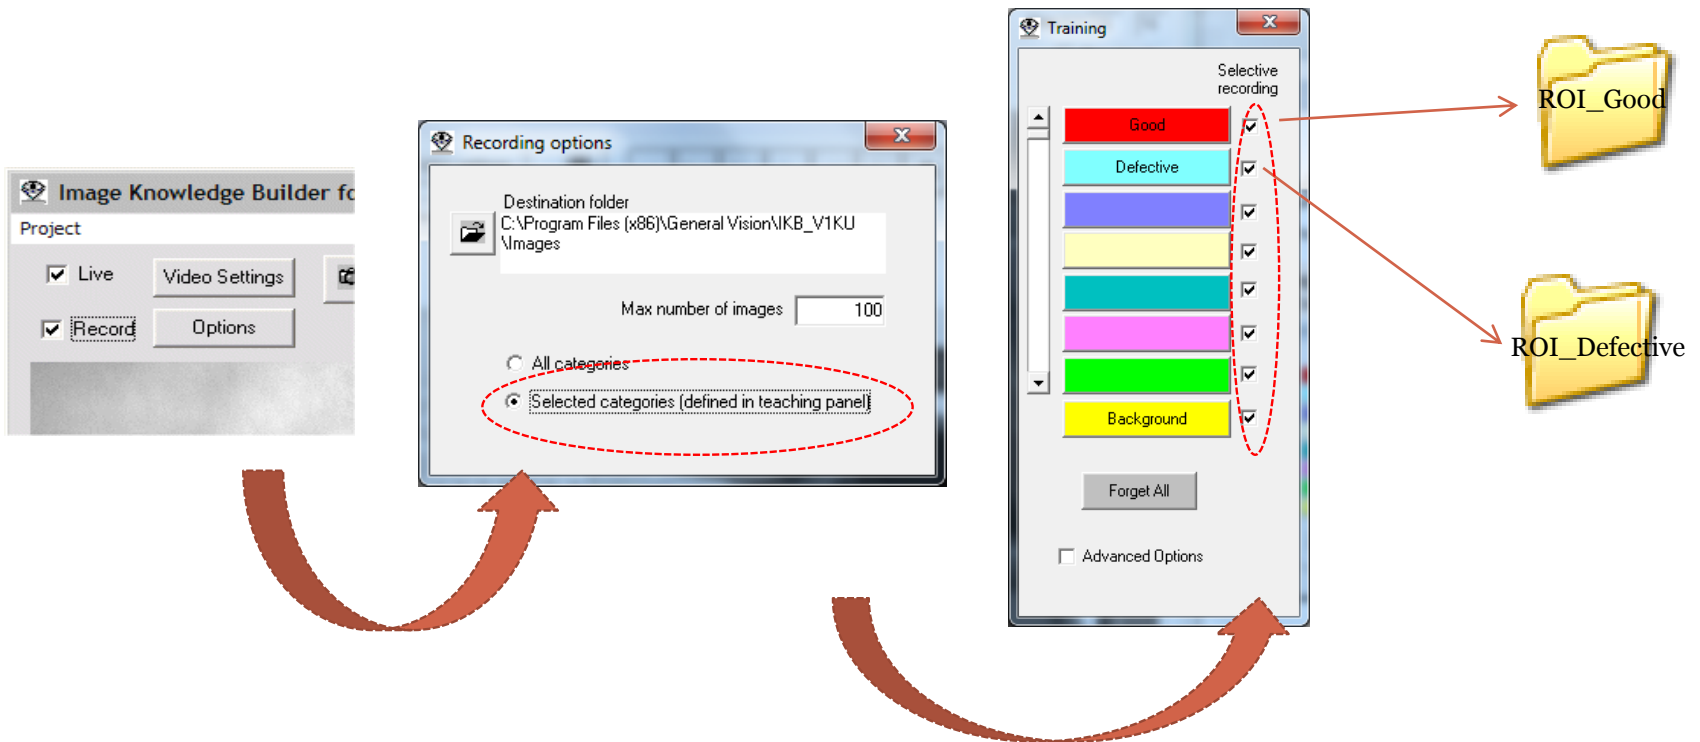 Image Knowledge Builder fo
Project
Live
Video Settings
Record
Options
Recording options
Destination folder
C:\Program Files (x86)\General Vision\IKB_V1KU
\Images
Max number of images
100
All categories
Selected categories (defined in teaching panel)
Training
Selective
recording
Good
Defective
Background
Forget All
Advanced Options
ROI_Good
ROI_Defective